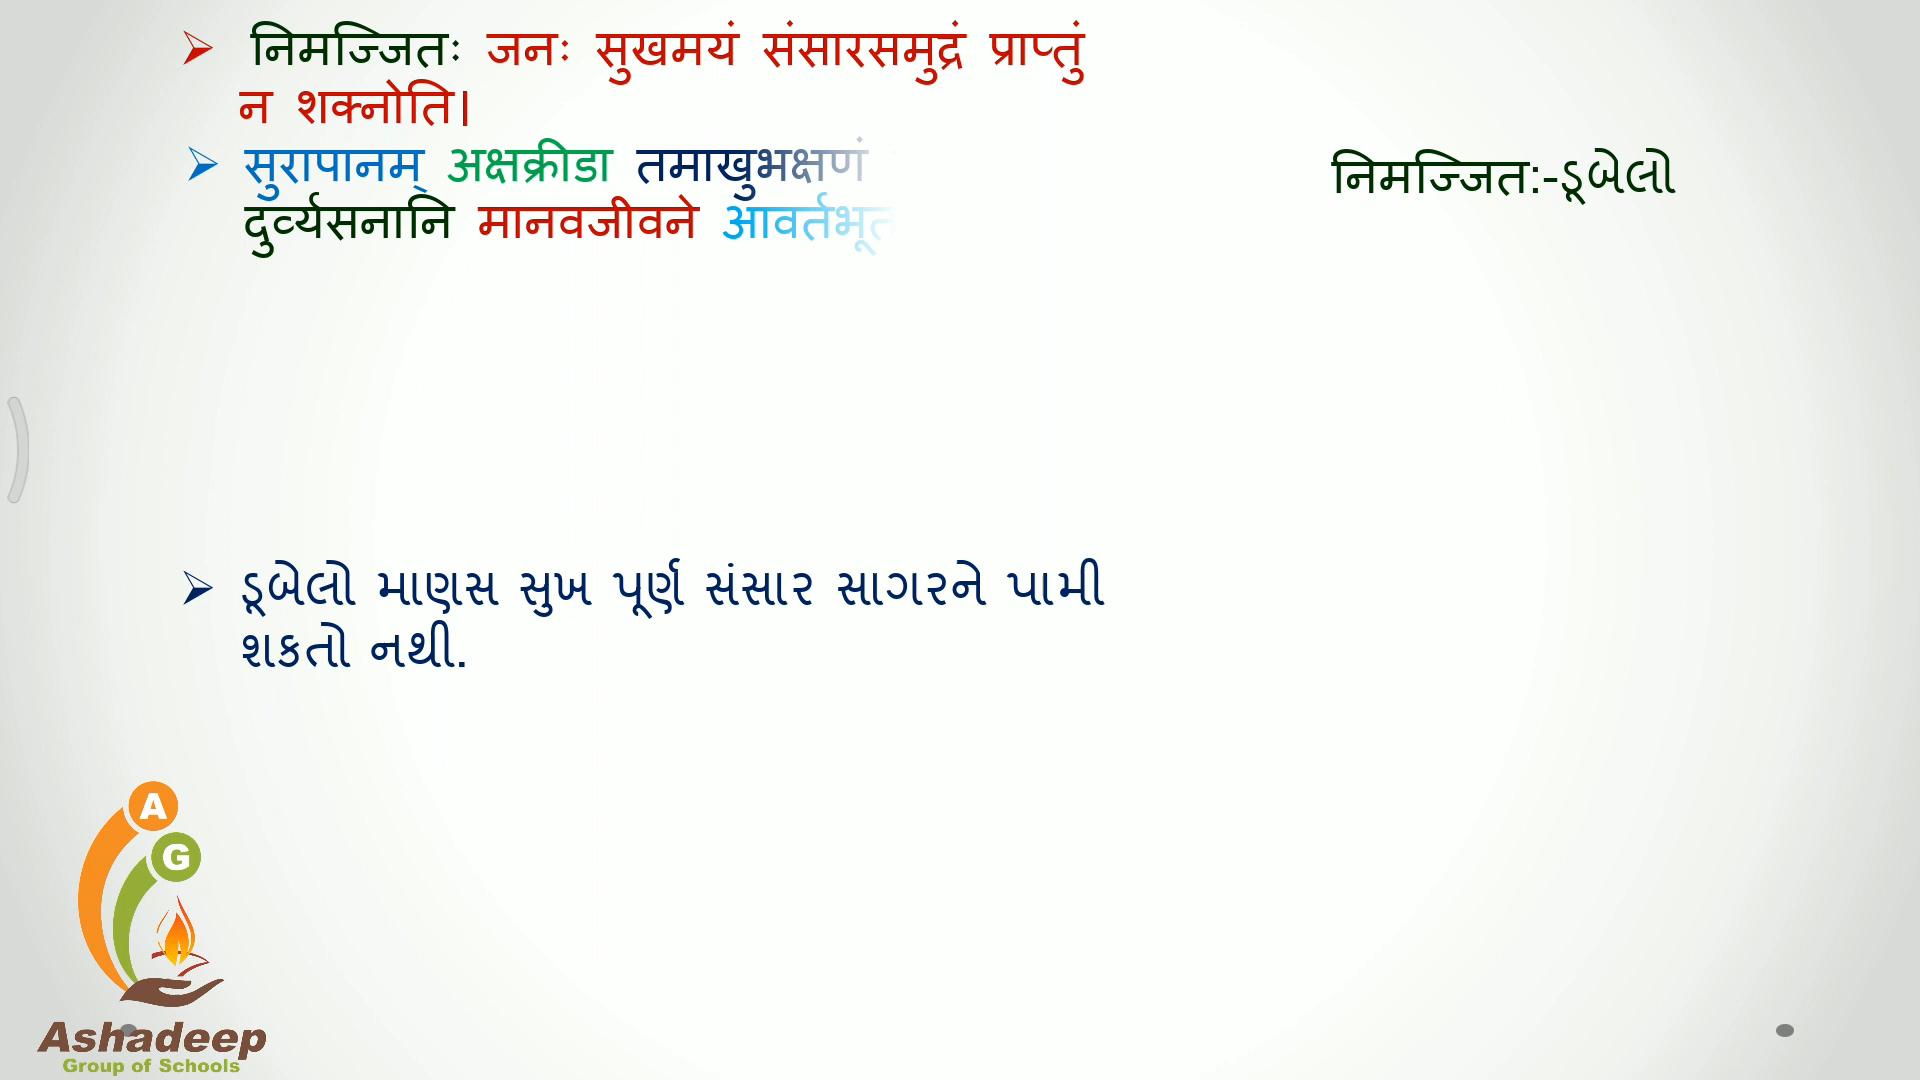 निमज्जितः जनः सुखमयं संसारसमुद्रं प्राप्तुं
न शक्नोति।
सुरापानम् अक्षक्रीडा तमाखुभक्षणं
दुर्व्यसनानि मानवजीवने
निमज्जित:-ડૂબેલો
ડૂબેલો માણસ સુખ પૂર્ણ સંસાર સાગરને પામી
શકતો નથી.
A
G
Ashadeep
Group of Schools